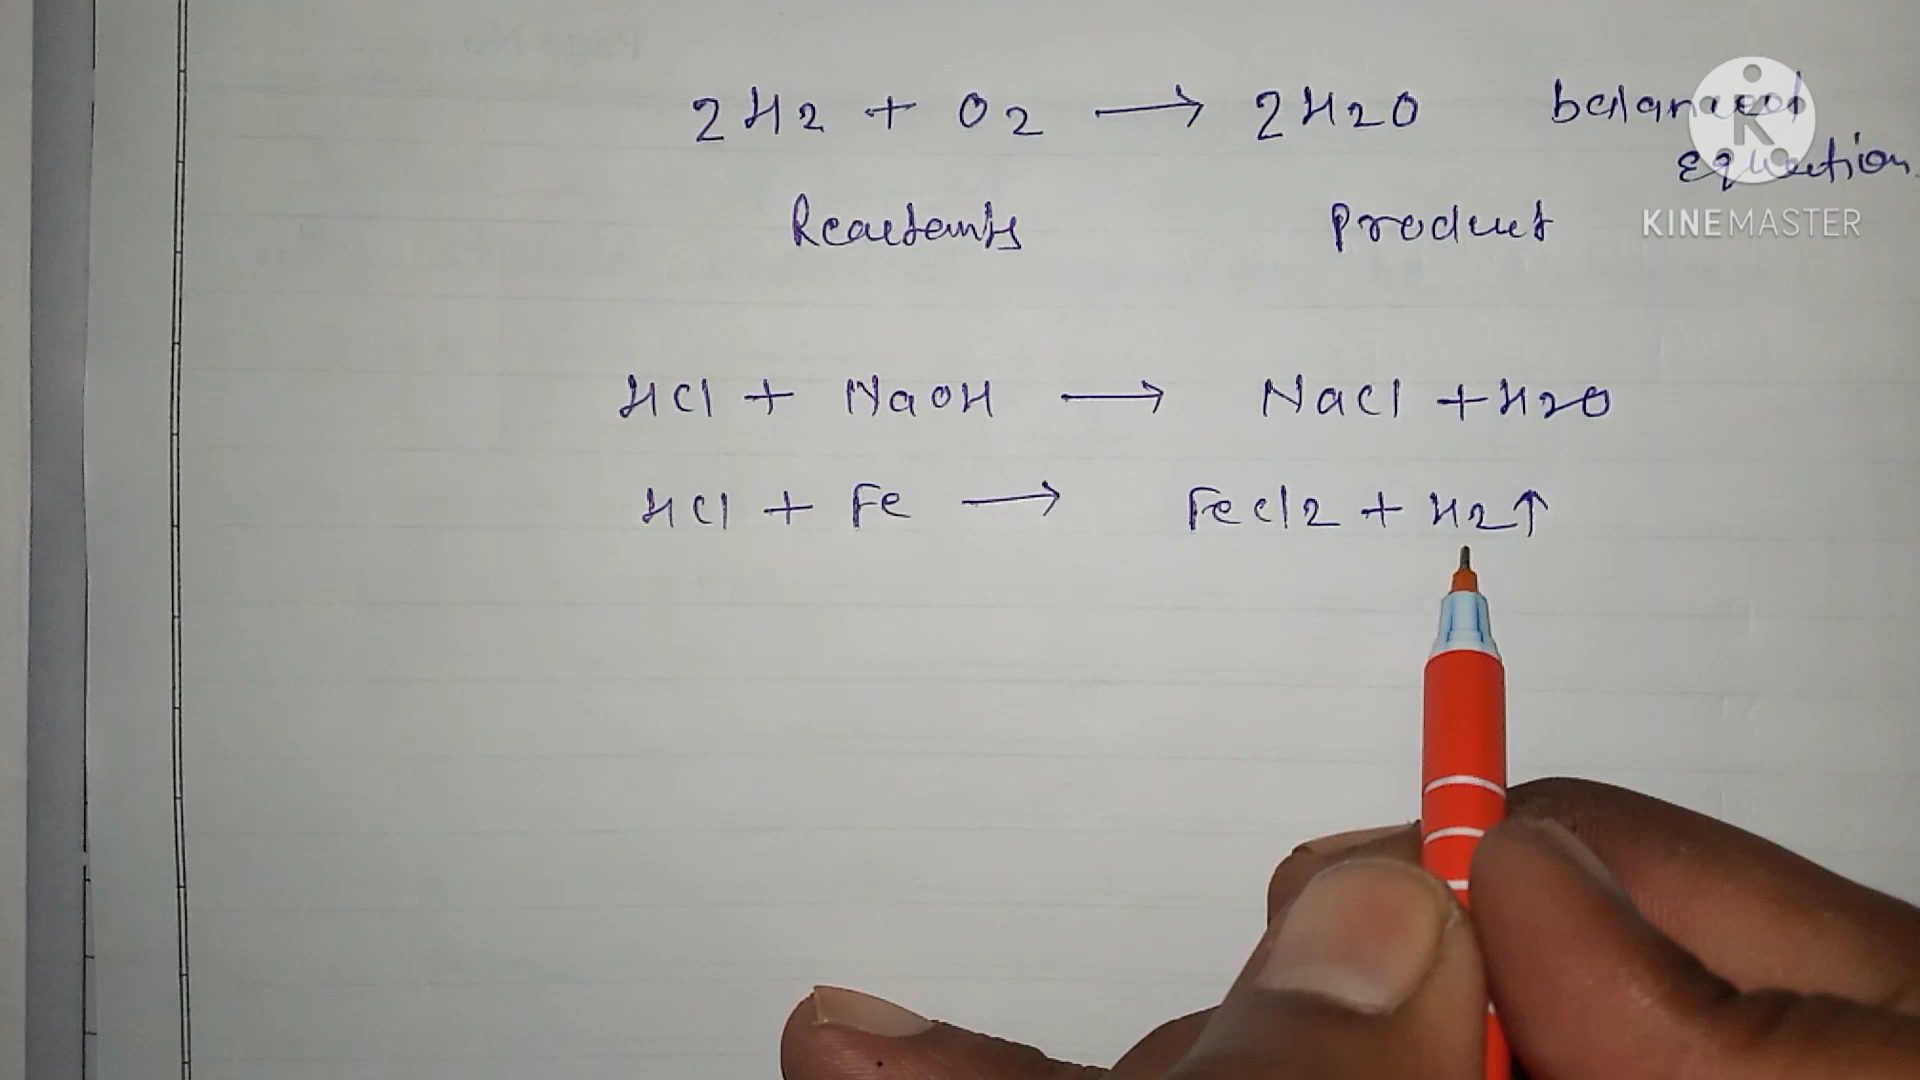 2H2 + O2 → 2H2O balanced
equation
Reactants Product
KINEMASTER
HCl + NaOH → NaCl + H2O
HCl + Fe → FeCl2 + H2↑